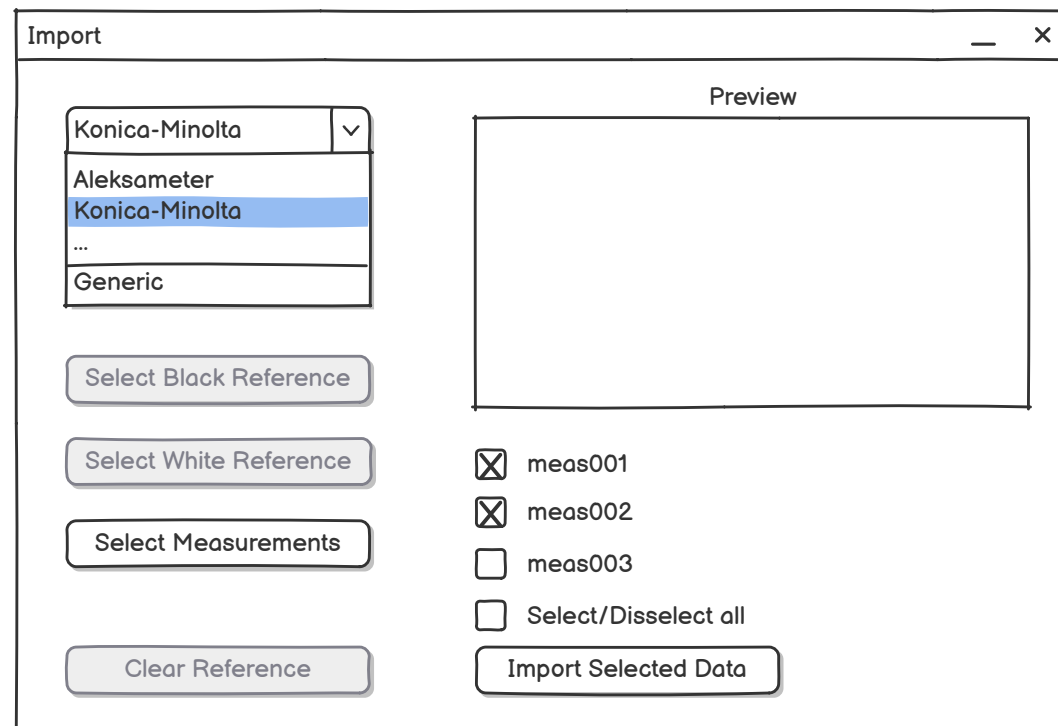 Import
Konica-Minolta
Aleksameter
Konica-Minolta
...
Generic
Select Black Reference
Select White Reference
Select Measurements
Clear Reference
Preview
meas001
meas002
meas003
Select/Disselect all
Import Selected Data